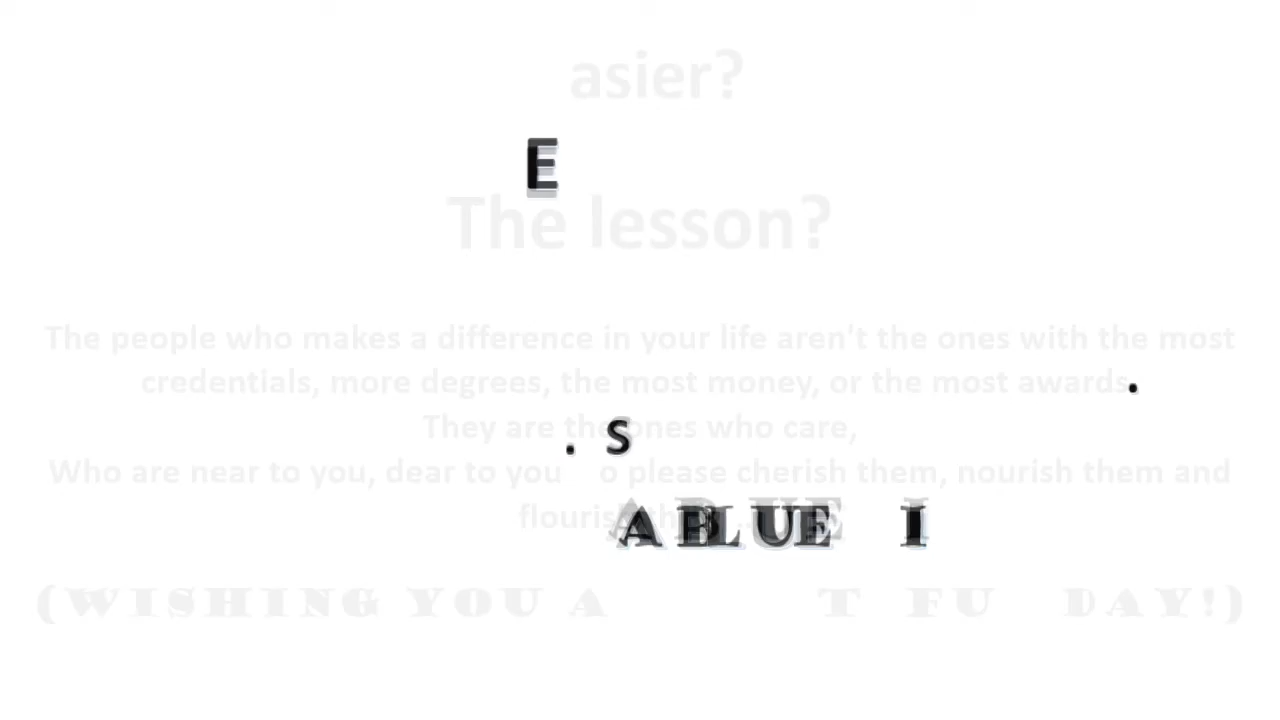 asier?
E
The lesson?
The people who makes a difference in your life aren't the ones with the most
credentials, more degrees, the most money, or the most awards.
They are the ones who care,
. S
Who are near to you, dear to you o please cherish them, nourish them and
A BLUE I
(WISHING YOU A T FU DAY!)